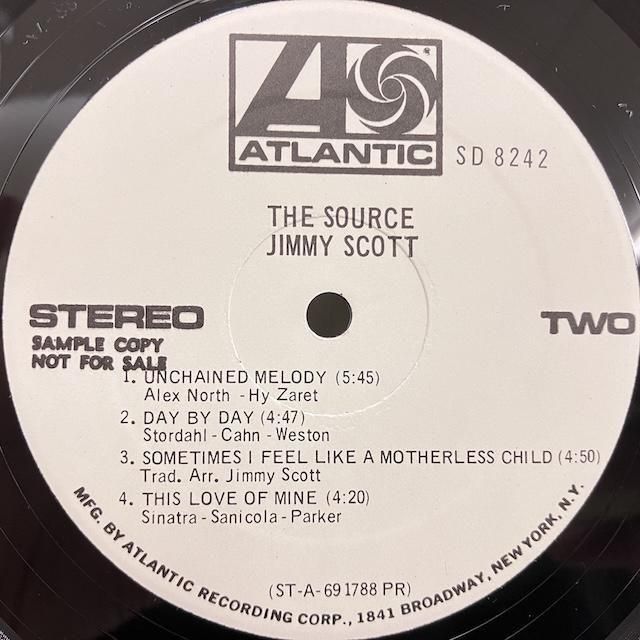 ATLANTIC
SD 8242
THE SOURCE
JIMMY SCOTT
STEREO
TWO
SAMPLE COPY
NOT FOR SALE
1. UNCHAINED MELODY (5:45)
Alex North - Hy Zaret
2. DAY BY DAY (4:47)
Stordahl - Cahn - Weston
3. SOMETIMES I FEEL LIKE A MOTHERLESS CHILD (4:50)
Trad. Arr. Jimmy Scott
4. THIS LOVE OF MINE (4:20)
Sinatra - Sanicola - Parker
(ST-A-691788 PR)
MFG. BY ATLANTIC RECORDING CORP., 1841 BROADWAY, NEW YORK, N.Y.